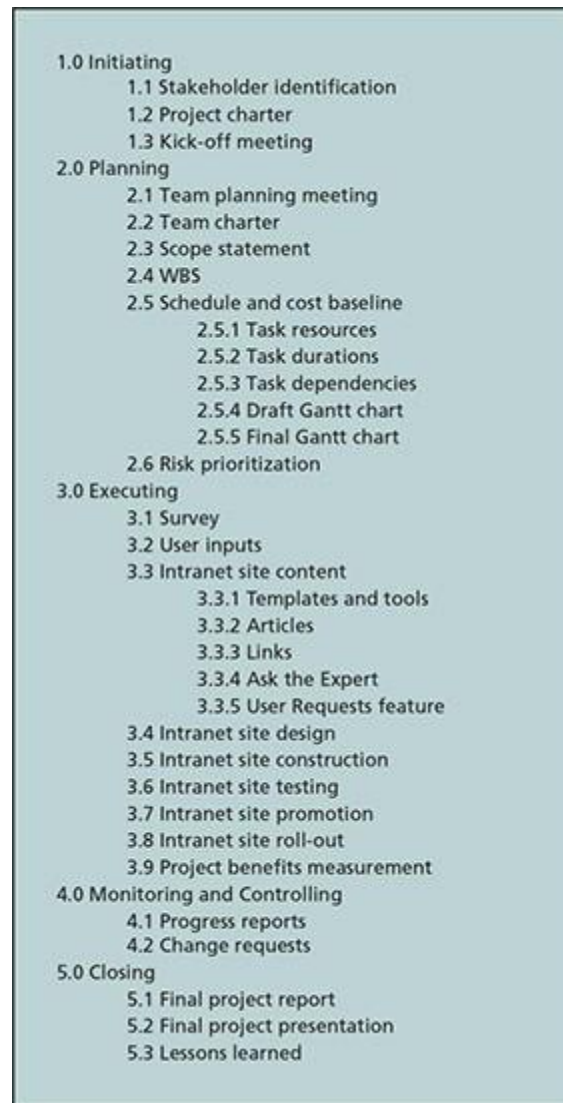 1.0 Initiating
1.1 Stakeholder identification
1.2 Project charter
1.3 Kick-off meeting
2.0 Planning
2.1 Team planning meeting
2.2 Team charter
2.3 Scope statement
2.4 WBS
2.5 Schedule and cost baseline
2.5.1 Task resources
2.5.2 Task durations
2.5.3 Task dependencies
2.5.4 Draft Gantt chart
2.5.5 Final Gantt chart
2.6 Risk prioritization
3.0 Executing
3.1 Survey
3.2 User inputs
3.3 Intranet site content
3.3.1 Templates and tools
3.3.2 Articles
3.3.3 Links
3.3.4 Ask the Expert
3.3.5 User Requests feature
3.4 Intranet site design
3.5 Intranet site construction
3.6 Intranet site testing
3.7 Intranet site promotion
3.8 Intranet site roll-out
3.9 Project benefits measurement
4.0 Monitoring and Controlling
4.1 Progress reports
4.2 Change requests
5.0 Closing
5.1 Final project report
5.2 Final project presentation
5.3 Lessons learned